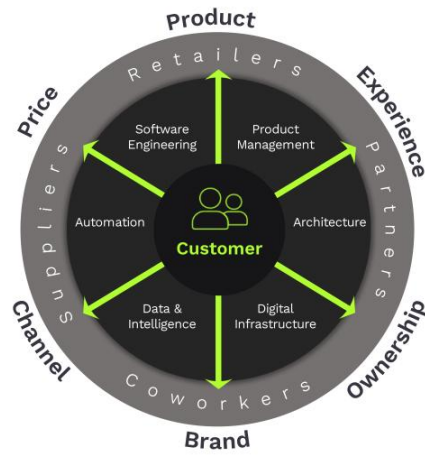 Product
Retailers
Price
Experience
Software
Engineering
Product
Management
Suppliers
Partners
Automation
Customer
Architecture
Data &
Intelligence
Digital
Infrastructure
Channel
Ownership
Coworkers
Brand